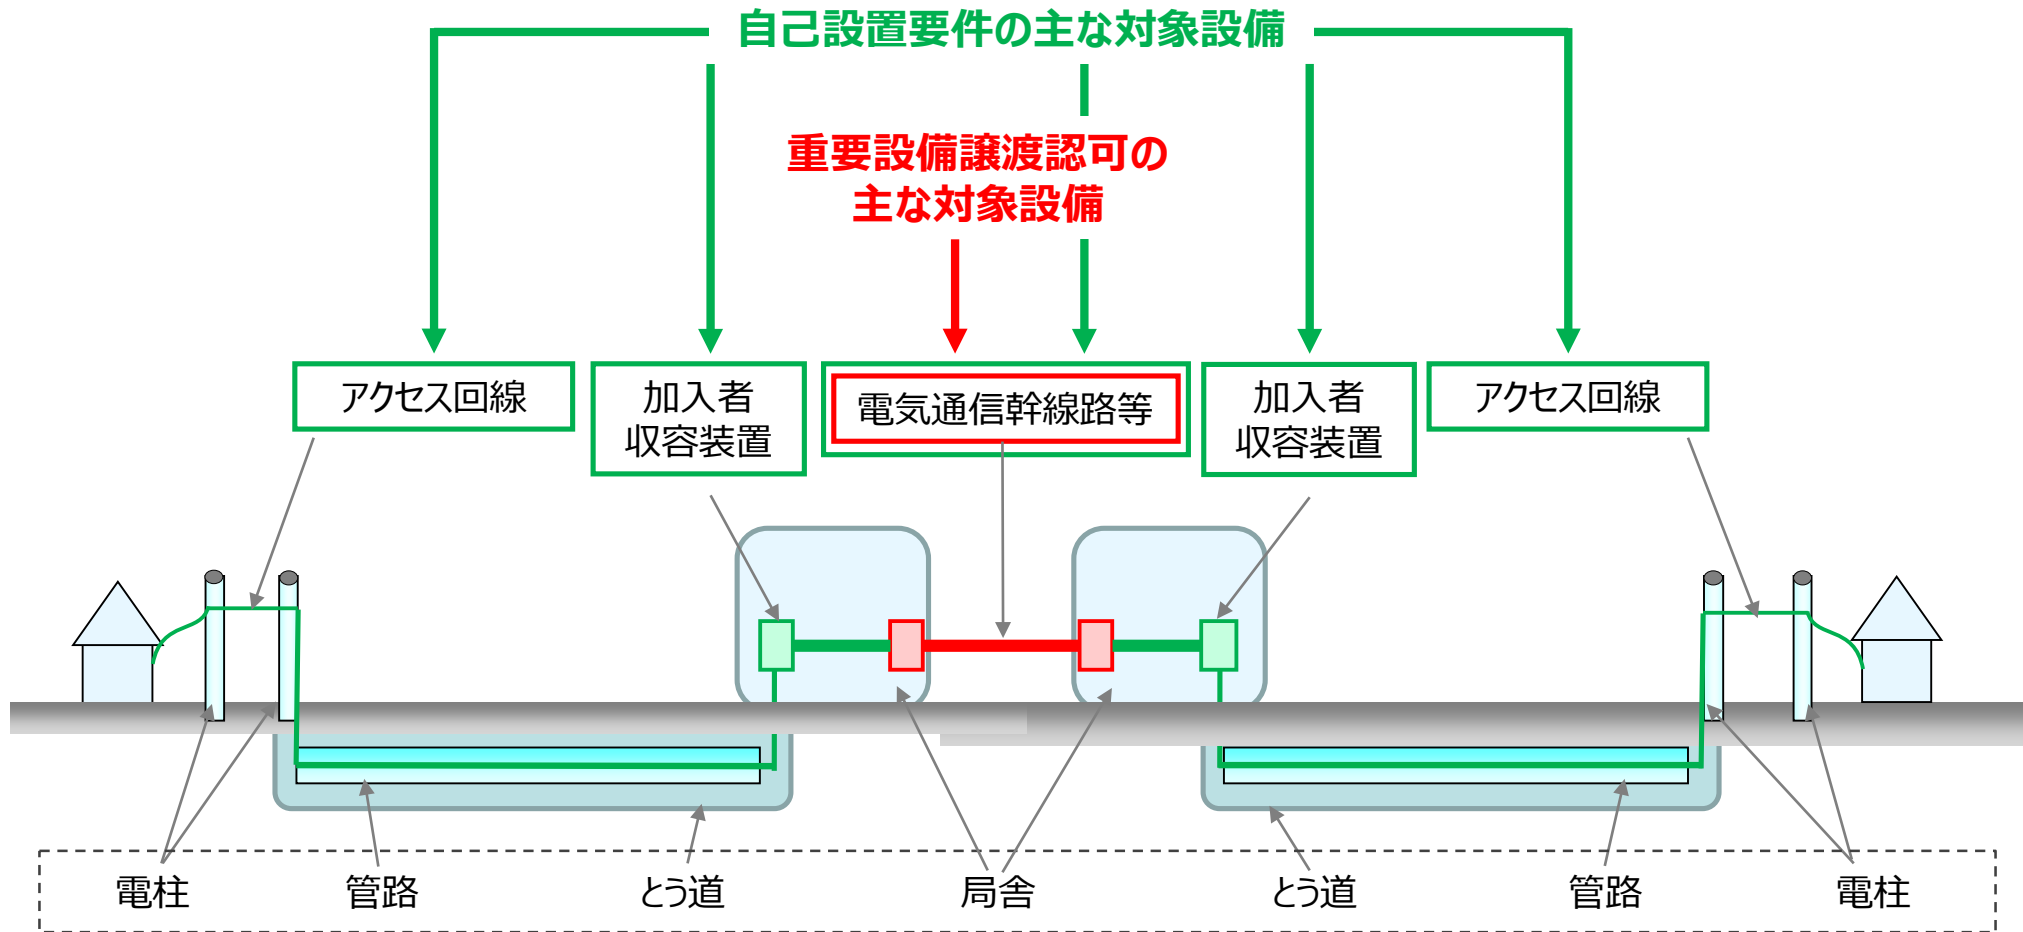 自己設置要件の主な対象設備
重要設備譲渡認可の
主な対象設備
アクセス回線
加入者
収容装置
電気通信幹線路等
加入者
収容装置
アクセス回線
電柱
管路
とう道
局舎
とう道
管路
電柱